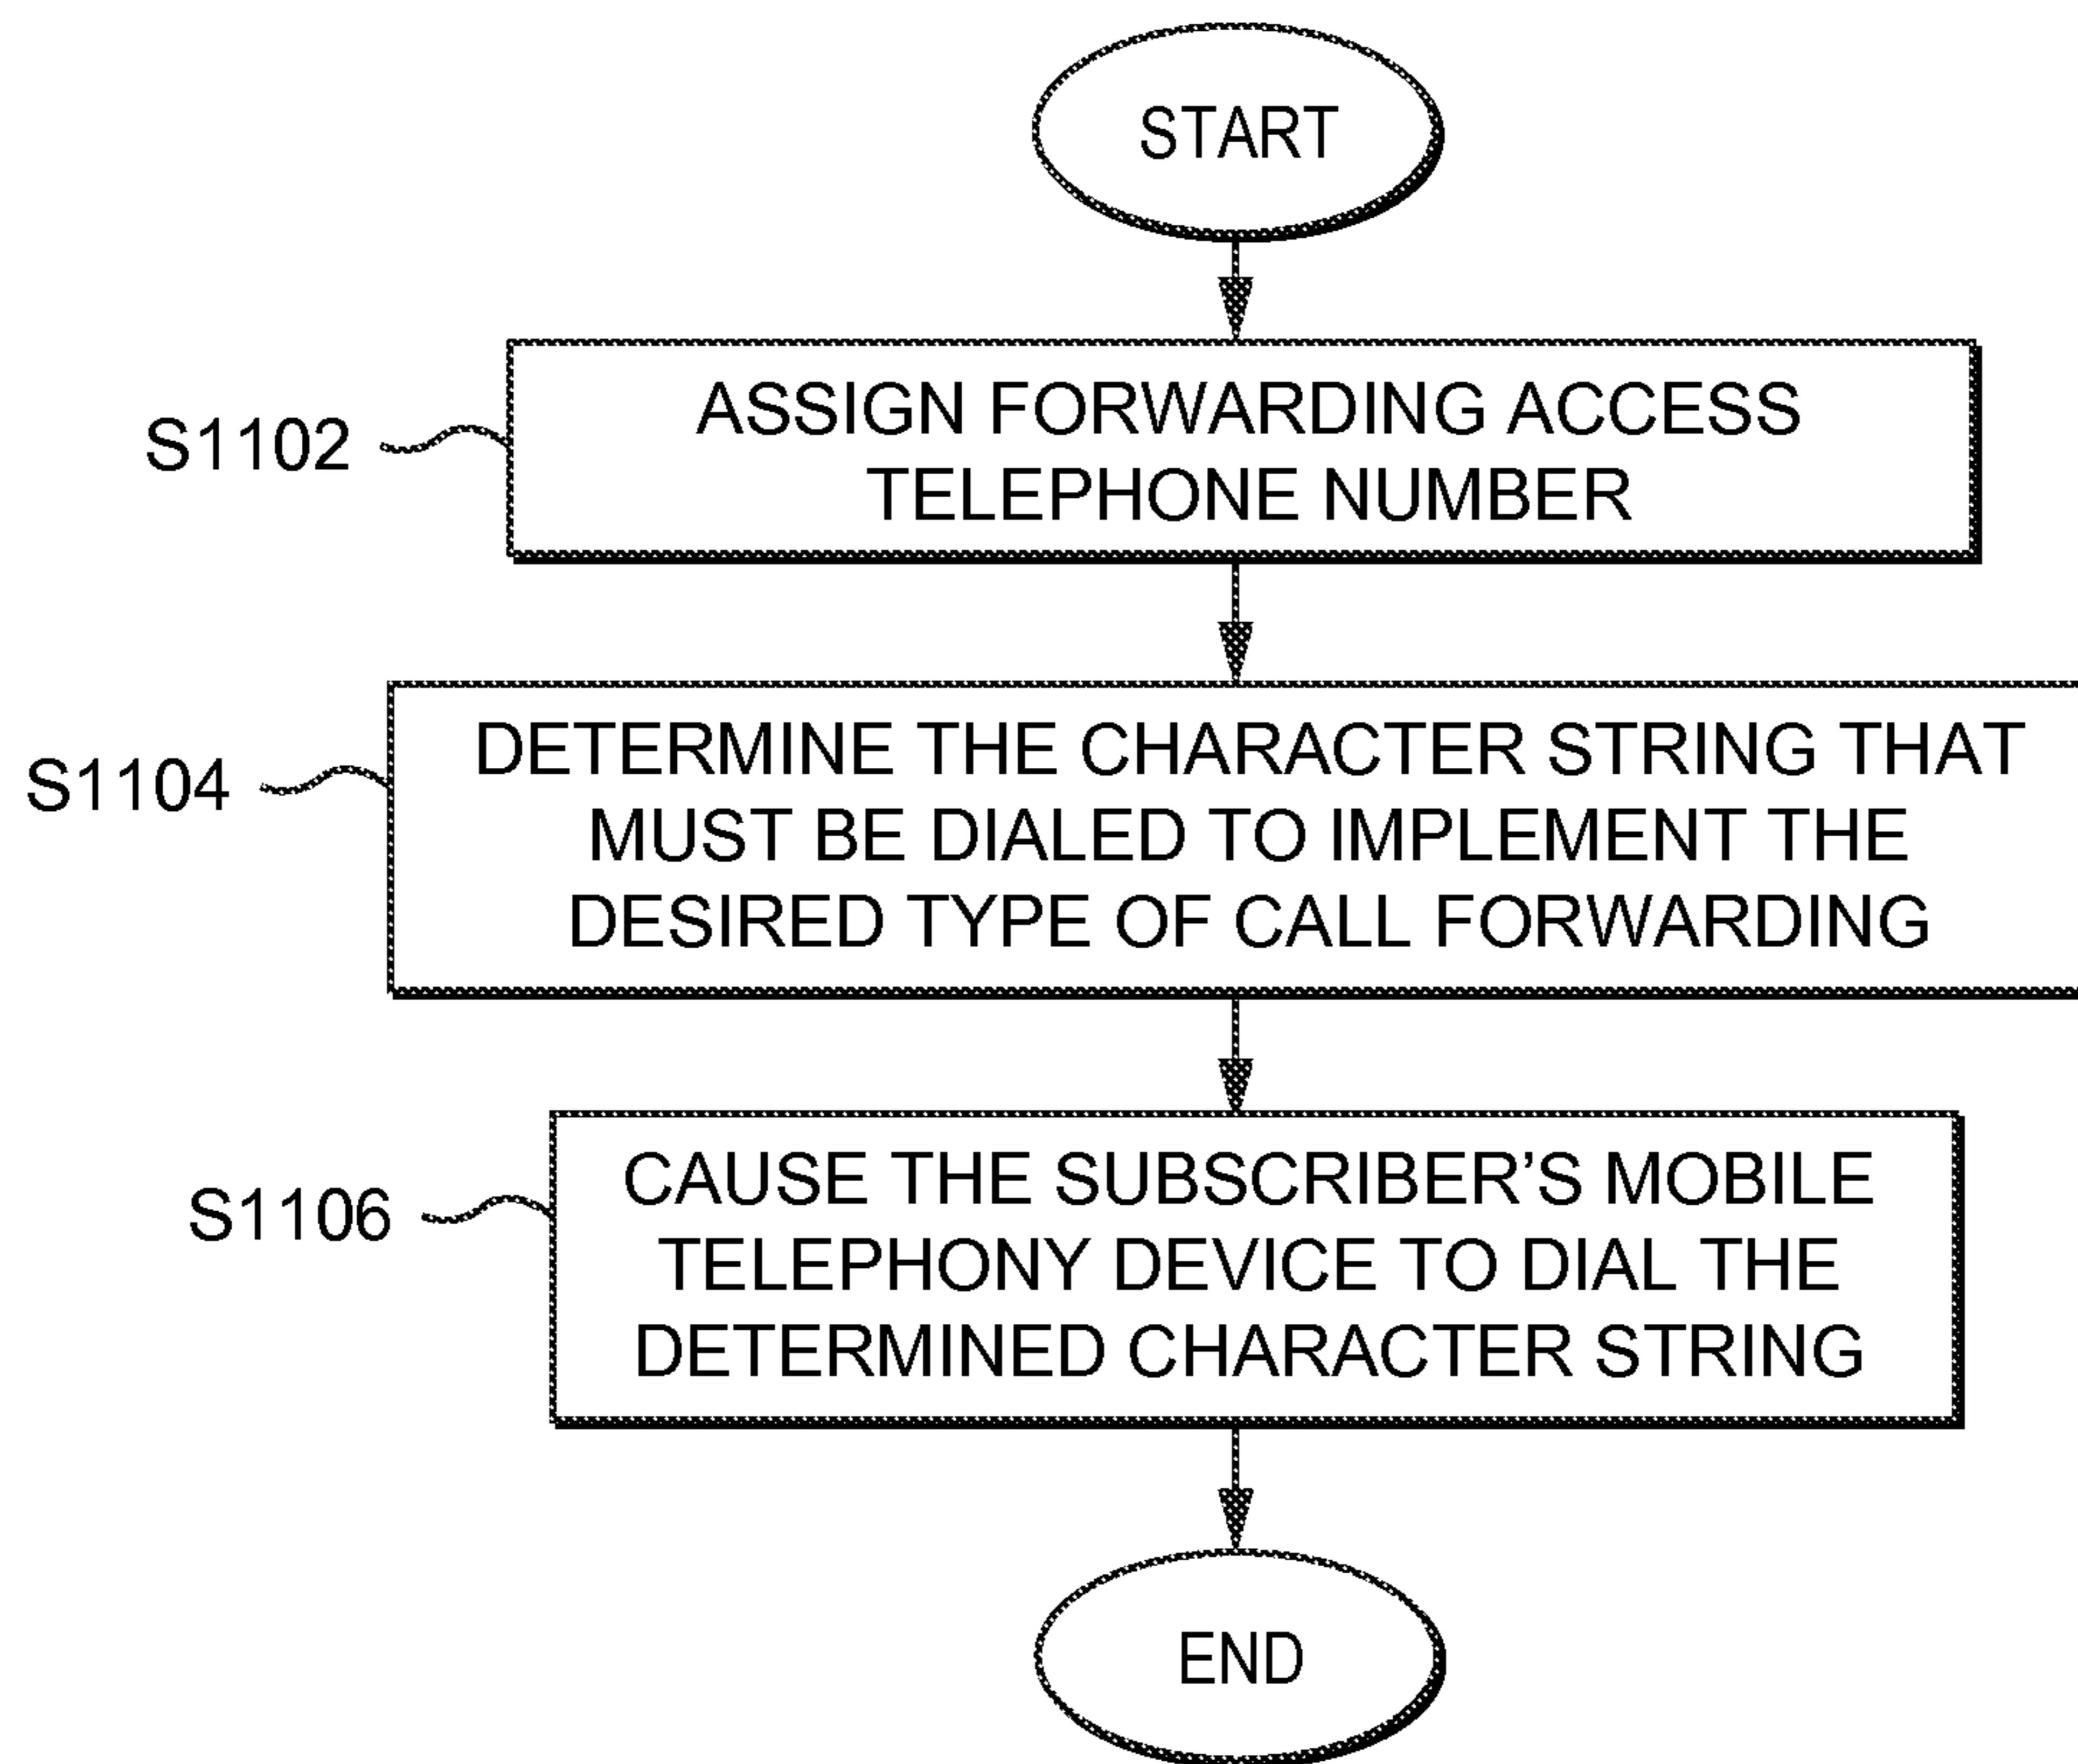 START
S1102
ASSIGN FORWARDING ACCESS
TELEPHONE NUMBER
S1104
DETERMINE THE CHARACTER STRING THAT
MUST BE DIALED TO IMPLEMENT THE
DESIRED TYPE OF CALL FORWARDING
S1106
CAUSE THE SUBSCRIBER’S MOBILE
TELEPHONY DEVICE TO DIAL THE
DETERMINED CHARACTER STRING
END